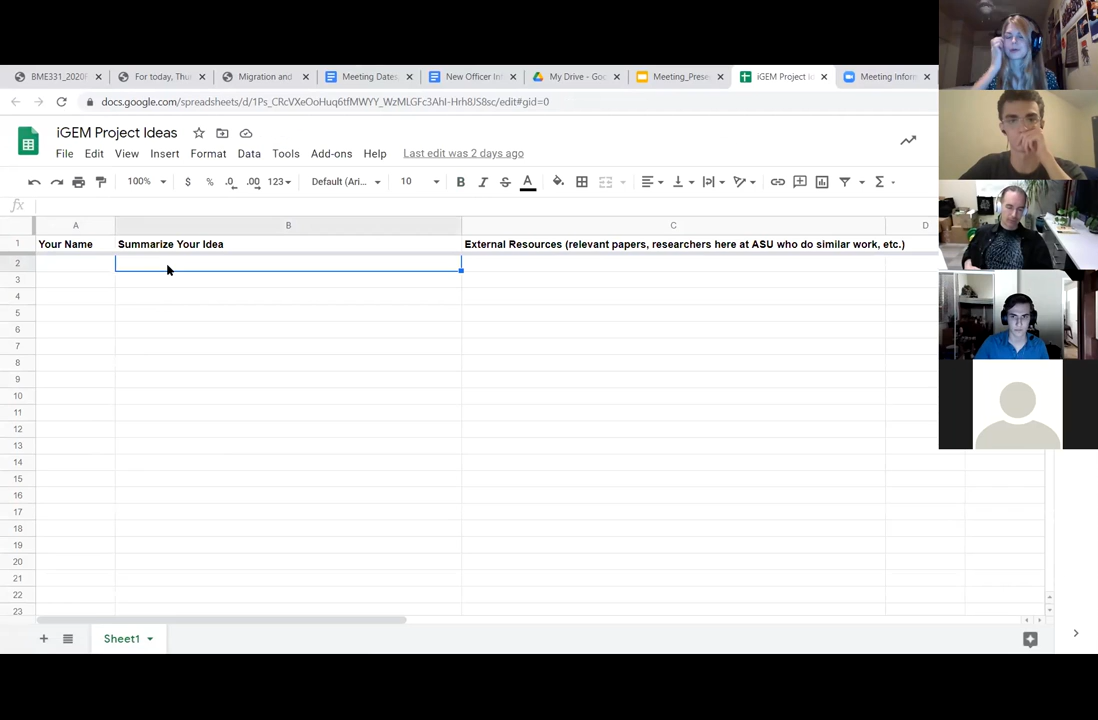 BME331_2020F
For today, Thu
Migration and
Meeting Dates
New Officer Inf
My Drive - Goo
Meeting_Prese
iGEM Project Id
Meeting Inform
docs.google.com/spreadsheets/d/1Ps_CRcVXeOoHuq6tfMWYY_WzMLGFc3AhI-Hrh8JS8sc/edit#gid=0
iGEM Project Ideas
File Edit View Insert Format Data Tools Add-ons Help Last edit was 2 days ago
100% $ % .0 .00 123 Default (Ari... 10 B I S A
fx
A B C D
1 Your Name Summarize Your Idea External Resources (relevant papers, researchers here at ASU who do similar work, etc.)
2
3
4
5
6
7
8
9
10
11
12
13
14
15
16
17
18
19
20
21
22
23
Sheet1